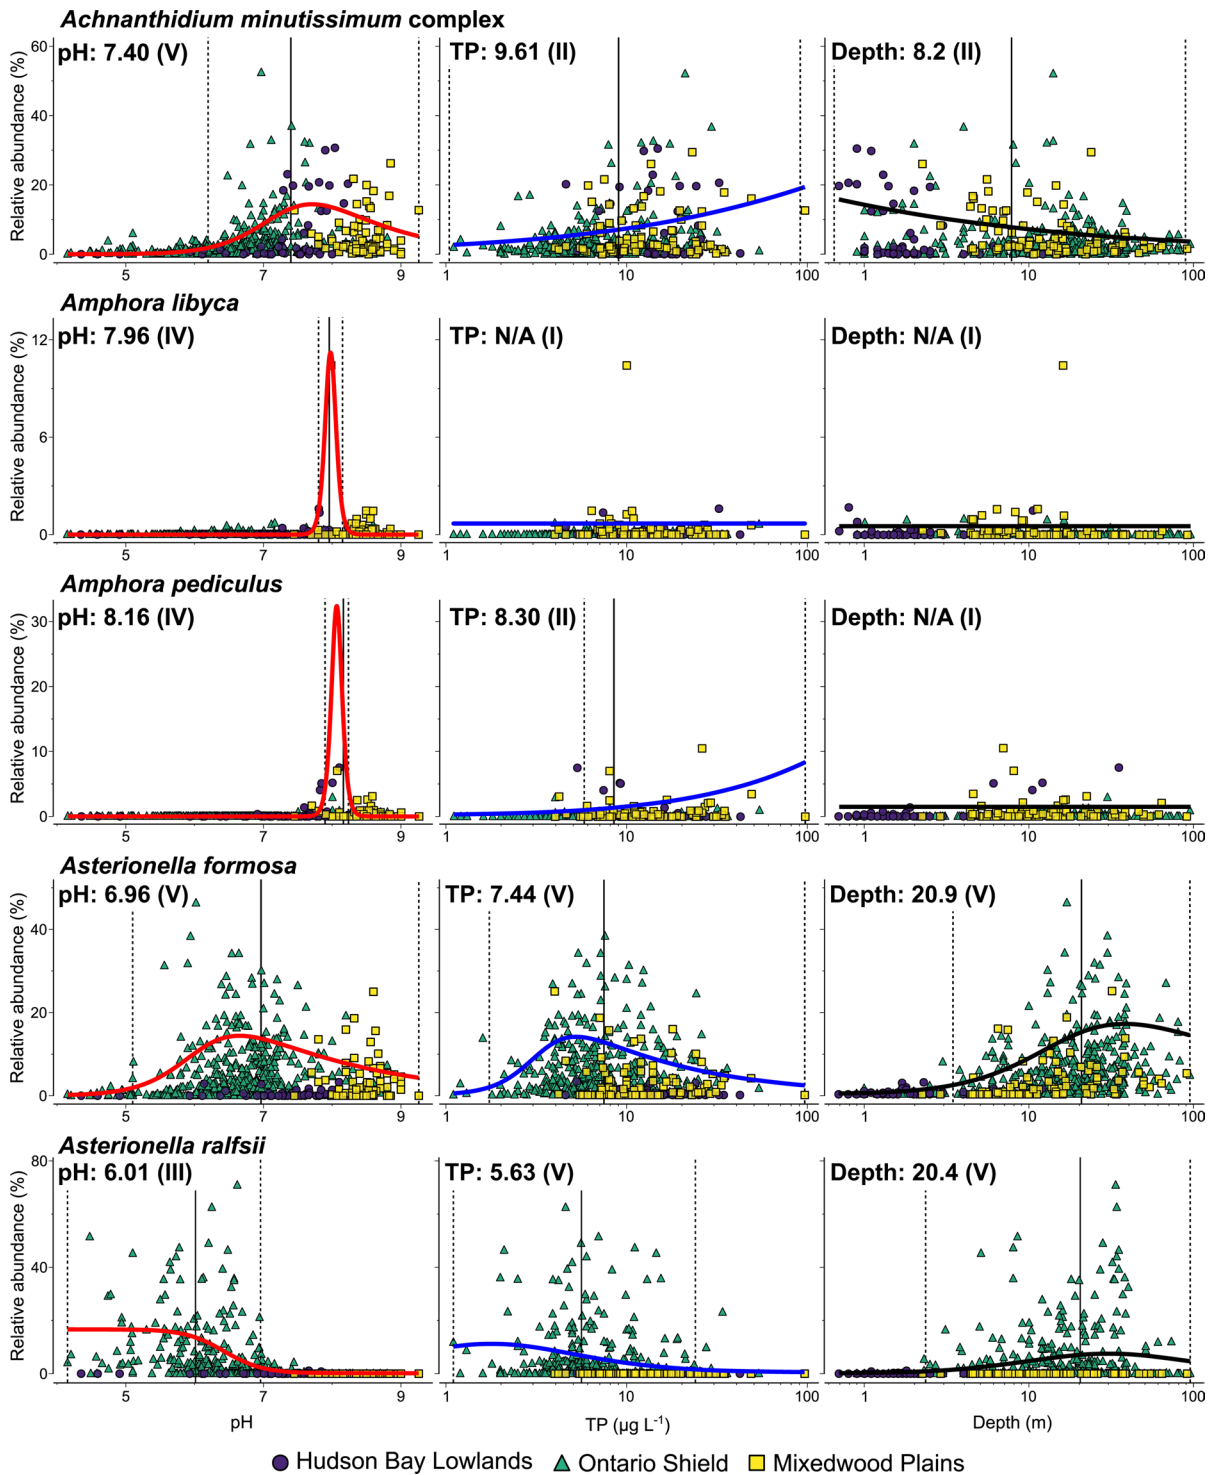 Achnanthidium minutissimum complex
pH: 7.40 (V)
TP: 9.61 (II)
Depth: 8.2 (II)
Relative abundance (%)
60
40
20
0
5 7 9
1 10 100
1 10 100
Amphora libyca
pH: 7.96 (IV)
TP: N/A (I)
Depth: N/A (I)
Relative abundance (%)
12
6
0
5 7 9
1 10 100
1 10 100
Amphora pediculus
pH: 8.16 (IV)
TP: 8.30 (II)
Depth: N/A (I)
Relative abundance (%)
30
20
10
0
5 7 9
1 10 100
1 10 100
Asterionella formosa
pH: 6.96 (V)
TP: 7.44 (V)
Depth: 20.9 (V)
Relative abundance (%)
40
20
0
5 7 9
1 10 100
1 10 100
Asterionella ralfsii
pH: 6.01 (III)
TP: 5.63 (V)
Depth: 20.4 (V)
Relative abundance (%)
80
40
0
5 7 9
1 10 100
1 10 100
pH
TP (µg L⁻¹)
Depth (m)
Hudson Bay Lowlands Ontario Shield Mixedwood Plains